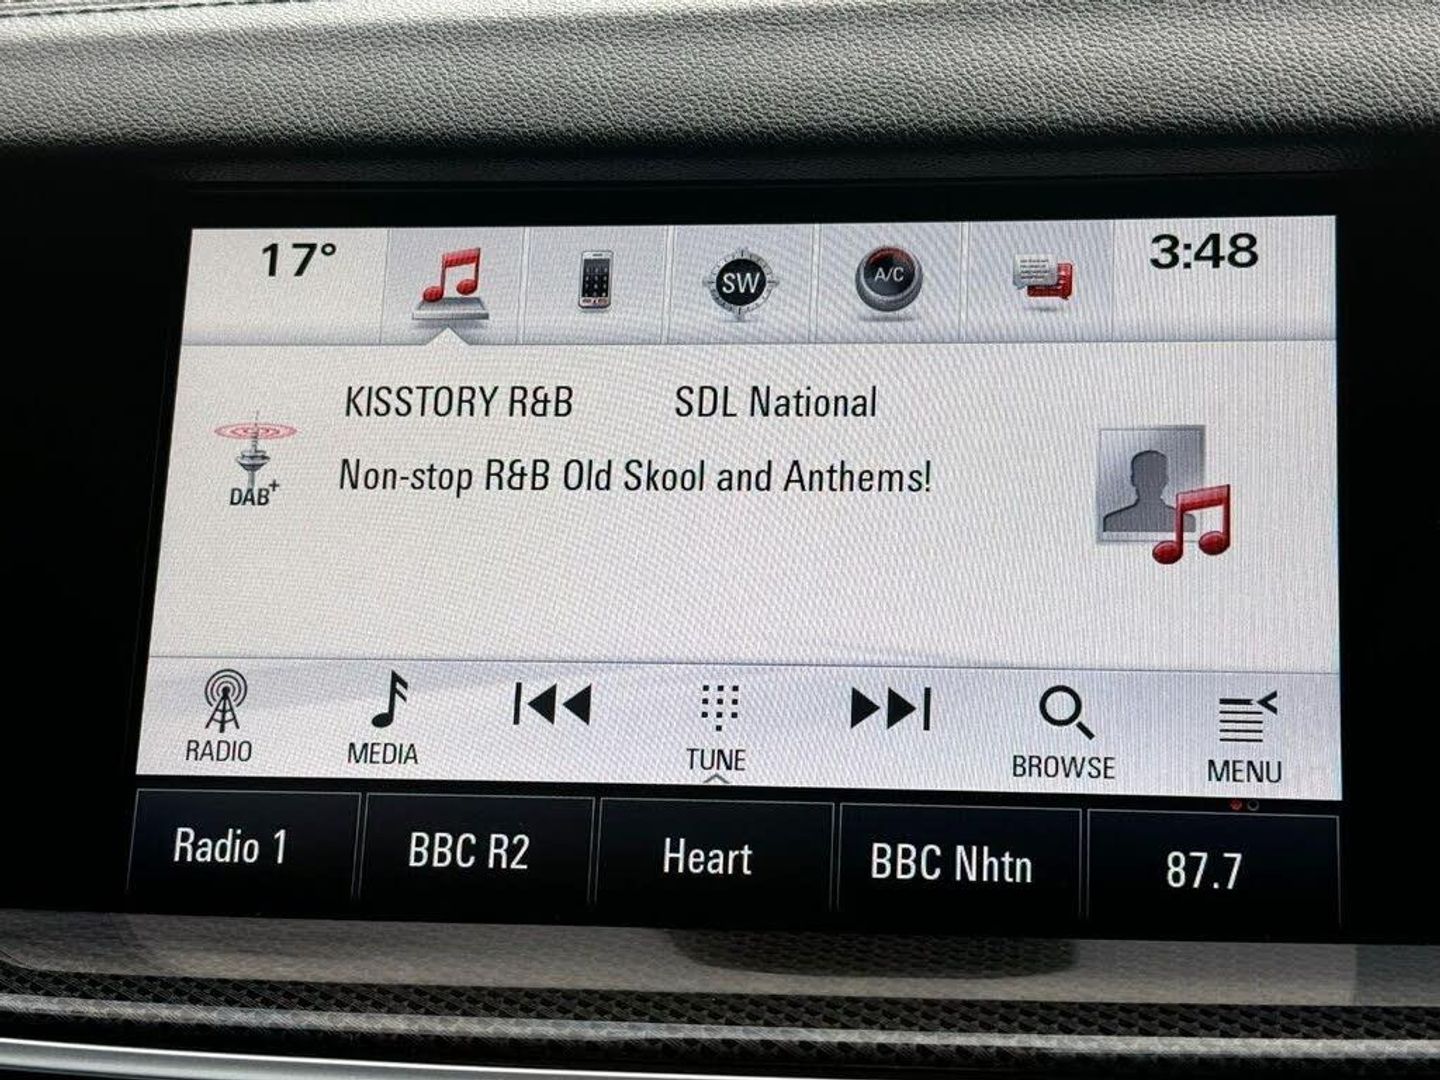 17° SW A/C 3:48
KISSTORY R&B SDL National
DAB+
Non-stop R&B Old Skool and Anthems!
RADIO MEDIA TUNE BROWSE MENU
Radio 1 BBC R2 Heart BBC Nhtn 87.7